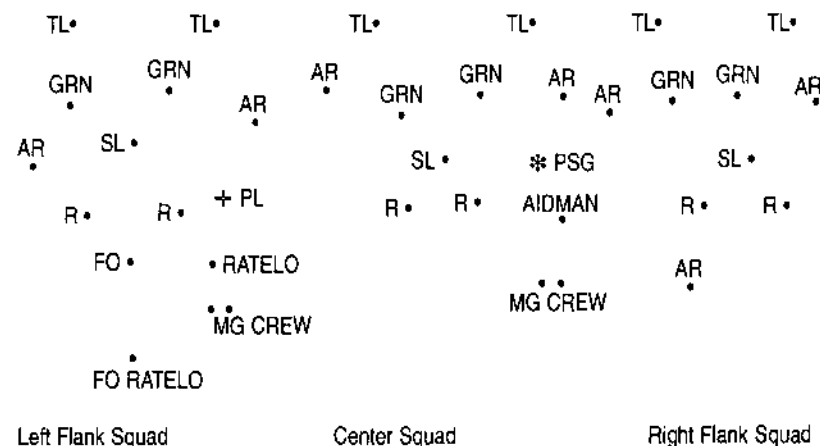 TL TL TL TL TL TL
GRN GRN AR GRN AR GRN AR AR GRN GRN AR
AR SL SL PSG SL
R R PL R R AIDMAN R R
FO RATELO AR
MG CREW MG CREW
FO RATELO
Left Flank Squad Center Squad Right Flank Squad